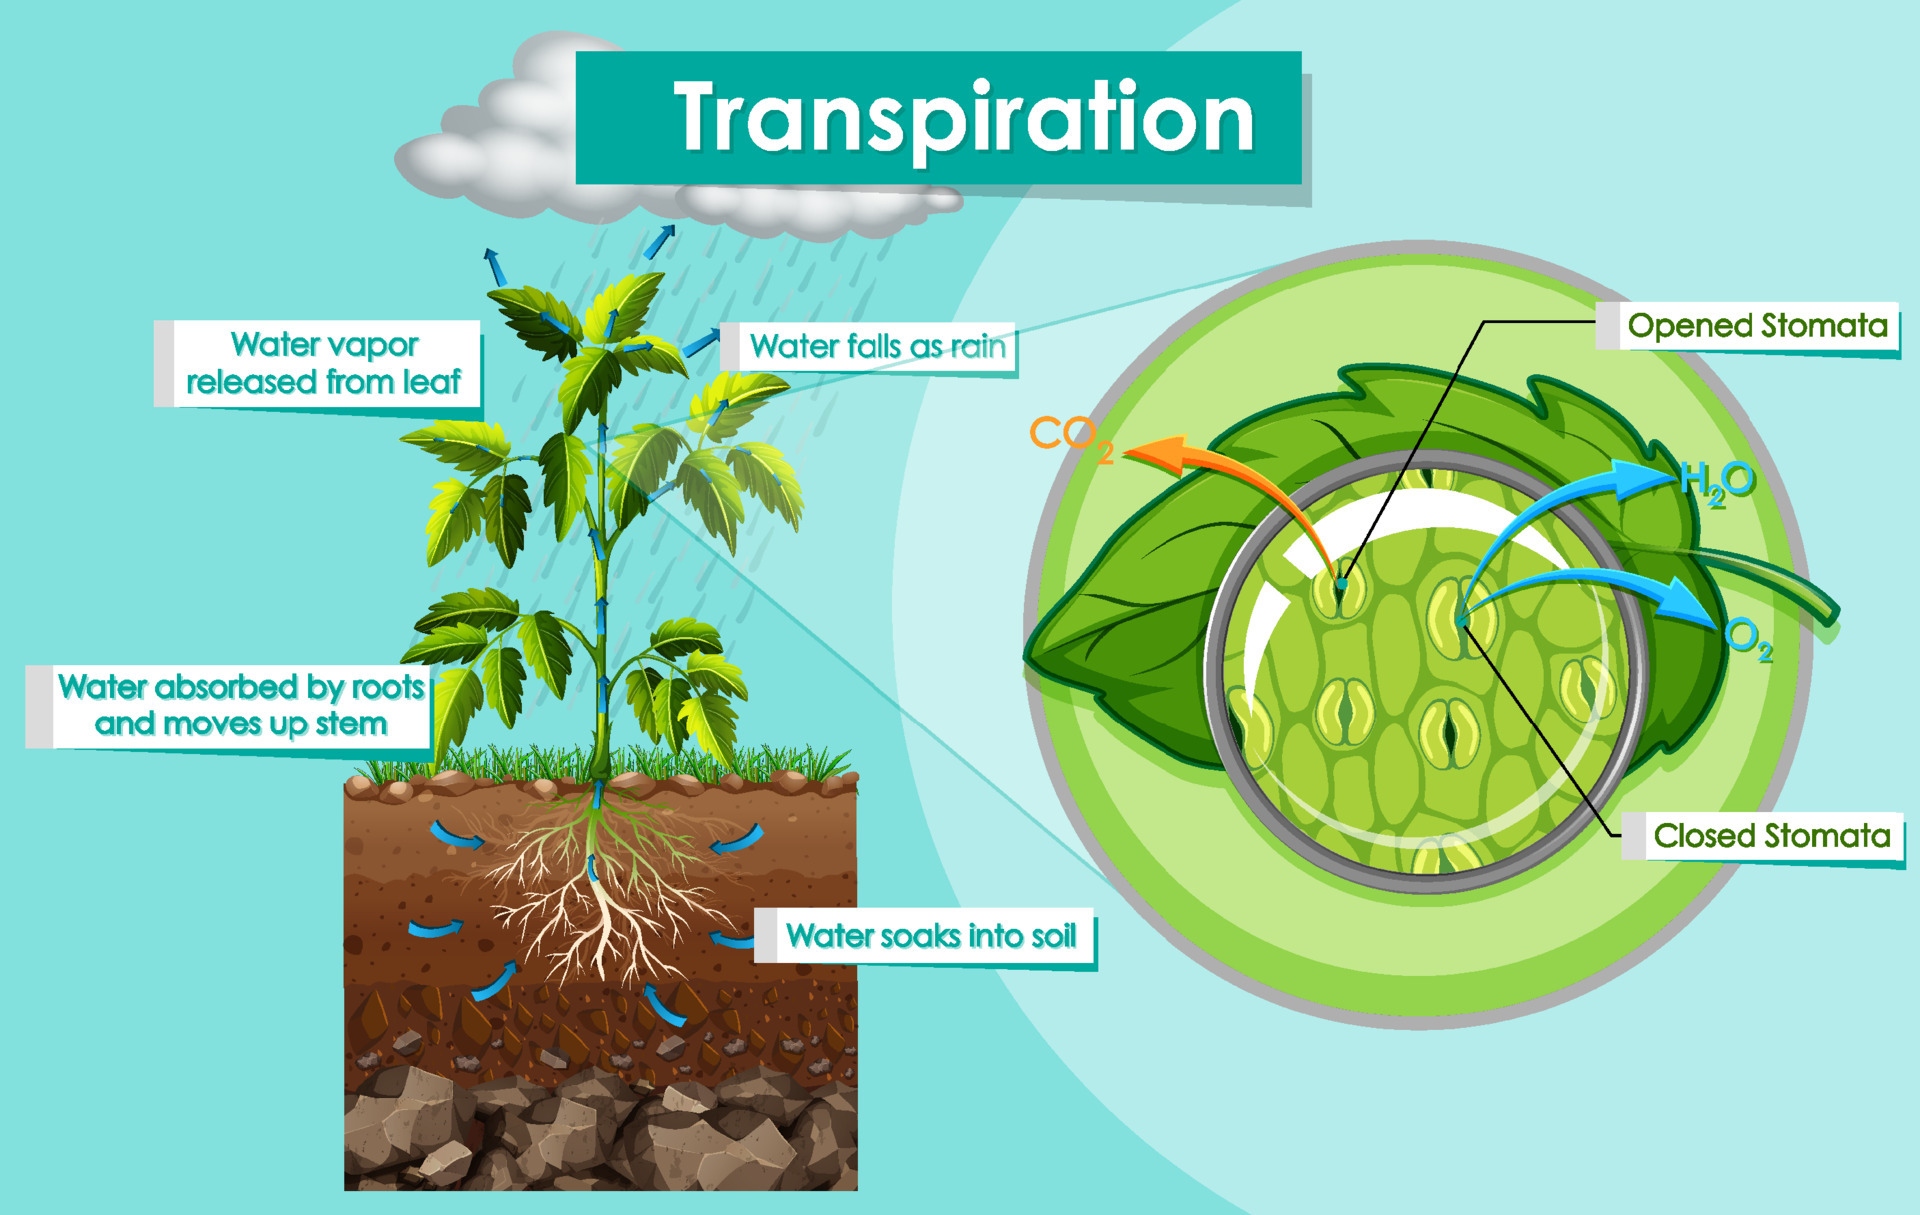 Transpiration
Water vapor
released from leaf
Water falls as rain
Water absorbed by roots
and moves up stem
Water soaks into soil
Opened Stomata
CO₂
H₂O
O₂
Closed Stomata